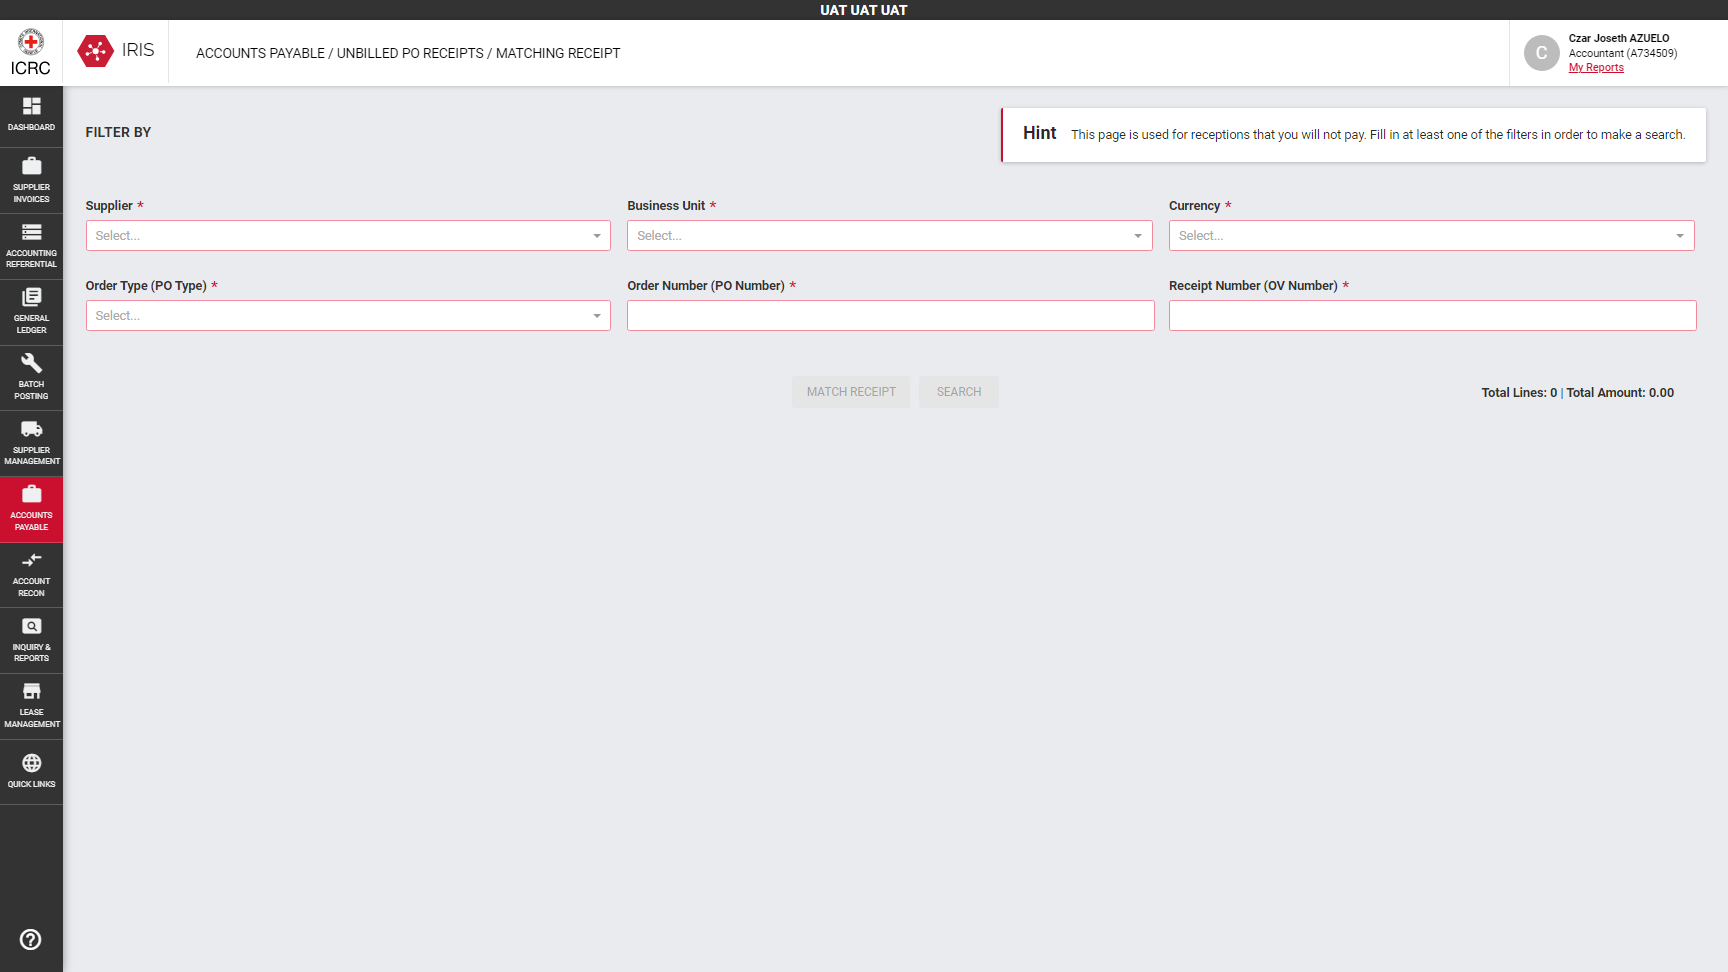 UAT UAT UAT
ICRC
IRIS
ACCOUNTS PAYABLE / UNBILLED PO RECEIPTS / MATCHING RECEIPT
C
Czar Joseth AZUELO
Accountant (A734509)
My Reports
DASHBOARD
SUPPLIER
INVOICES
ACCOUNTING
REFERENTIAL
GENERAL
LEDGER
BATCH
POSTING
SUPPLIER
MANAGEMENT
ACCOUNTS
PAYABLE
ACCOUNT
RECON
INQUIRY &
REPORTS
LEASE
MANAGEMENT
QUICK LINKS
FILTER BY
Hint This page is used for receptions that you will not pay. Fill in at least one of the filters in order to make a search.
Supplier * Business Unit * Currency *
Select... Select... Select...
Order Type (PO Type) * Order Number (PO Number) * Receipt Number (OV Number) *
Select...
MATCH RECEIPT SEARCH Total Lines: 0 | Total Amount: 0.00